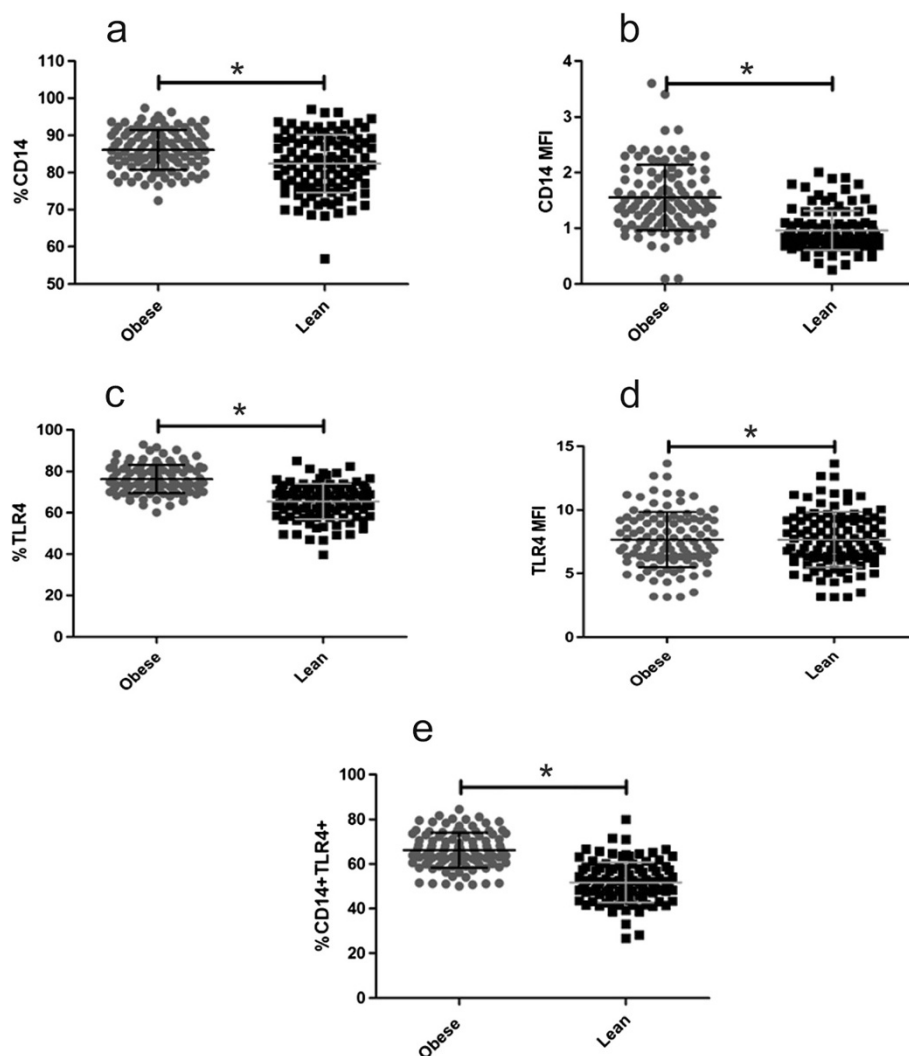 a
*
110
100
90
80
70
60
50
%CD14
Obese
Lean
b
*
4
3
2
1
0
CD14 MFI
Obese
Lean
c
*
100
80
60
40
20
0
%TLR4
Obese
Lean
d
*
15
10
5
0
TLR4 MFI
Obese
Lean
e
*
100
80
60
40
20
0
%CD14+TLR4+
Obese
Lean